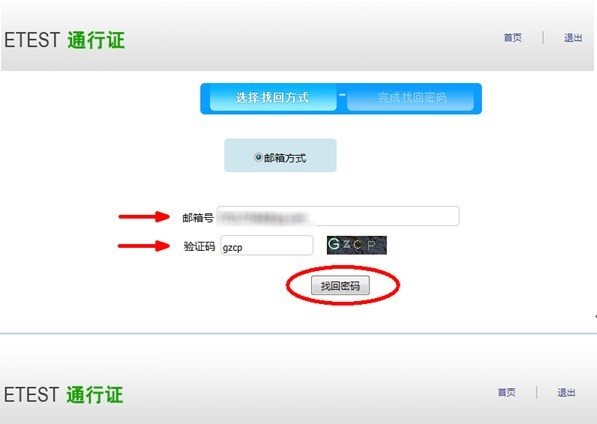 ETEST 通行证
首页 | 退出
选择找回方式 - 完成找回密码
邮箱方式
邮箱号
验证码 gzcp GZCP
找回密码
ETEST 通行证
首页 | 退出